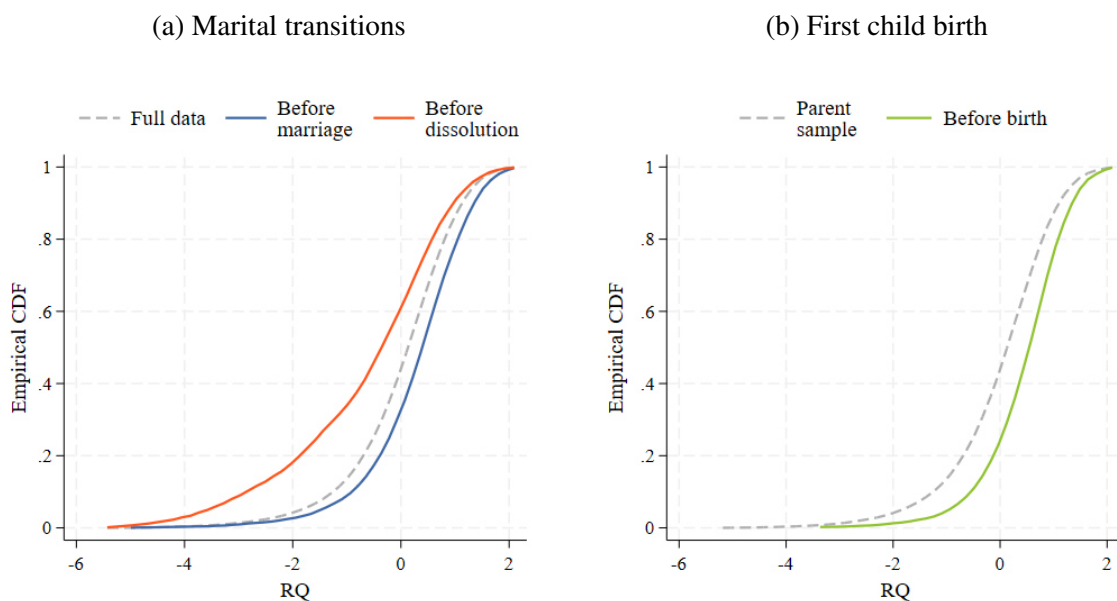 (a) Marital transitions
Full data
Before
marriage
Before
dissolution
Empirical CDF
1
.8
.6
.4
.2
0
-6
-4
-2
0
2
RQ
(b) First child birth
Parent
sample
Before birth
Empirical CDF
1
.8
.6
.4
.2
0
-6
-4
-2
0
2
RQ